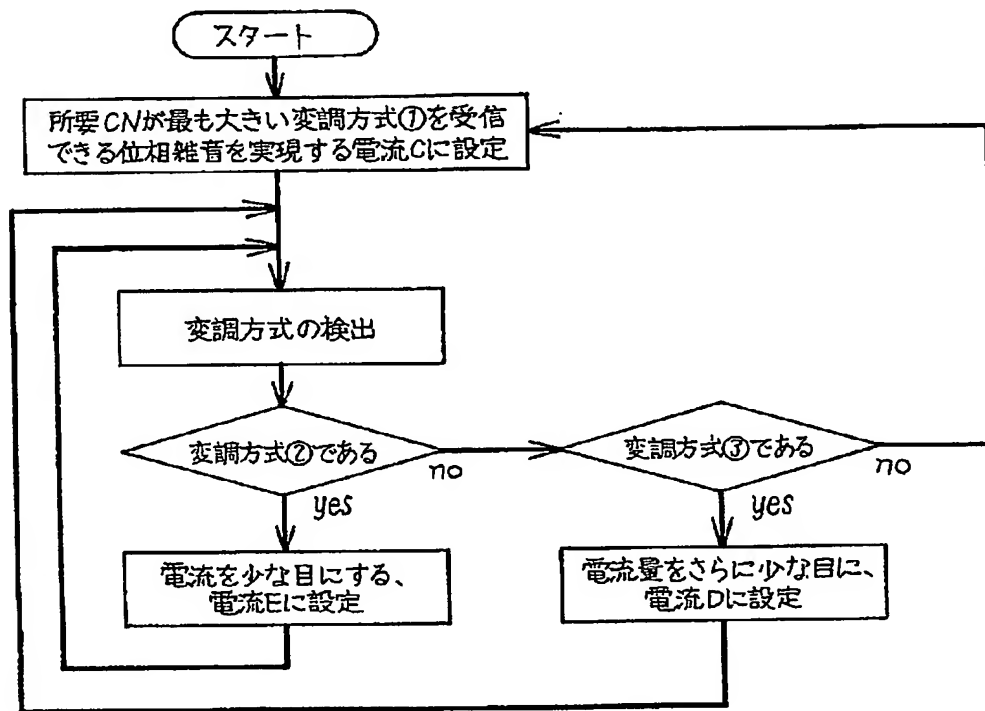 スタート
所要CNが最も大きい変調方式①を受信
できる位相雑音を実現する電流Cに設定
変調方式の検出
変調方式②である
no
変調方式③である
no
yes
yes
電流を少な目にする、
電流Eに設定
電流量をさらに少な目に、
電流Dに設定